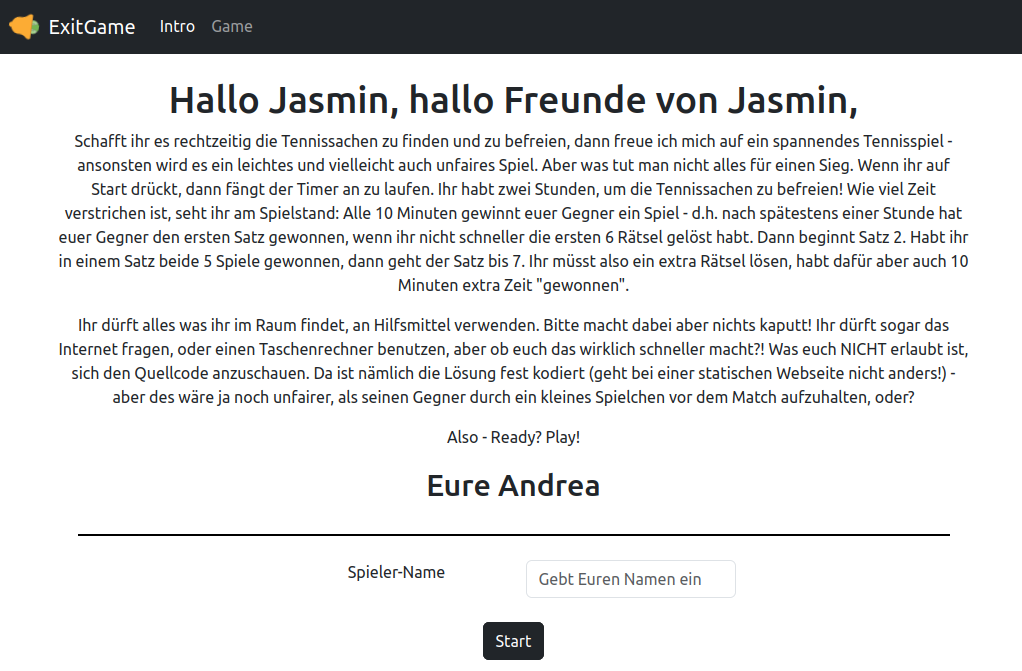 ExitGame Intro Game
Hallo Jasmin, hallo Freunde von Jasmin,
Schafft ihr es rechtzeitig die Tennissachen zu finden und zu befreien, dann freue ich mich auf ein spannendes Tennisspiel -
ansonsten wird es ein leichtes und vielleicht auch unfaires Spiel. Aber was tut man nicht alles für einen Sieg. Wenn ihr auf
Start drückt, dann fängt der Timer an zu laufen. Ihr habt zwei Stunden, um die Tennissachen zu befreien! Wie viel Zeit
verstrichen ist, seht ihr am Spielstand: Alle 10 Minuten gewinnt euer Gegner ein Spiel - d.h. nach spätestens einer Stunde hat
euer Gegner den ersten Satz gewonnen, wenn ihr nicht schneller die ersten 6 Rätsel gelöst habt. Dann beginnt Satz 2. Habt ihr
in einem Satz beide 5 Spiele gewonnen, dann geht der Satz bis 7. Ihr müsst also ein extra Rätsel lösen, habt dafür aber auch 10
Minuten extra Zeit "gewonnen".
Ihr dürft alles was ihr im Raum findet, an Hilfsmittel verwenden. Bitte macht dabei aber nichts kaputt! Ihr dürft sogar das
Internet fragen, oder einen Taschenrechner benutzen, aber ob euch das wirklich schneller macht?! Was euch NICHT erlaubt ist,
sich den Quellcode anzuschauen. Da ist nämlich die Lösung fest kodiert (geht bei einer statischen Webseite nicht anders!) -
aber des wäre ja noch unfairer, als seinen Gegner durch ein kleines Spielchen vor dem Match aufzuhalten, oder?
Also - Ready? Play!
Eure Andrea
Spieler-Name
Gebt Euren Namen ein
Start